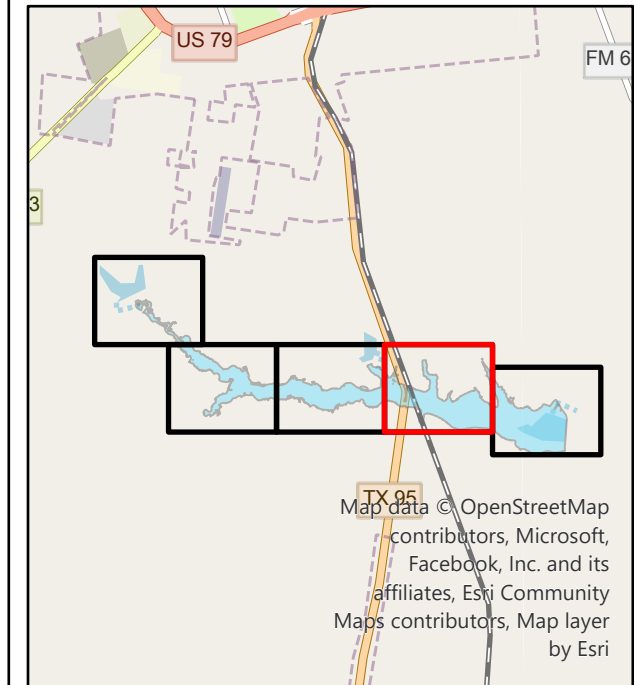 US 79
FM 6
3
TX 95
Map data © OpenStreetMap
contributors, Microsoft,
Facebook, Inc. and its
affiliates, Esri Community
Maps contributors, Map layer
by Esri